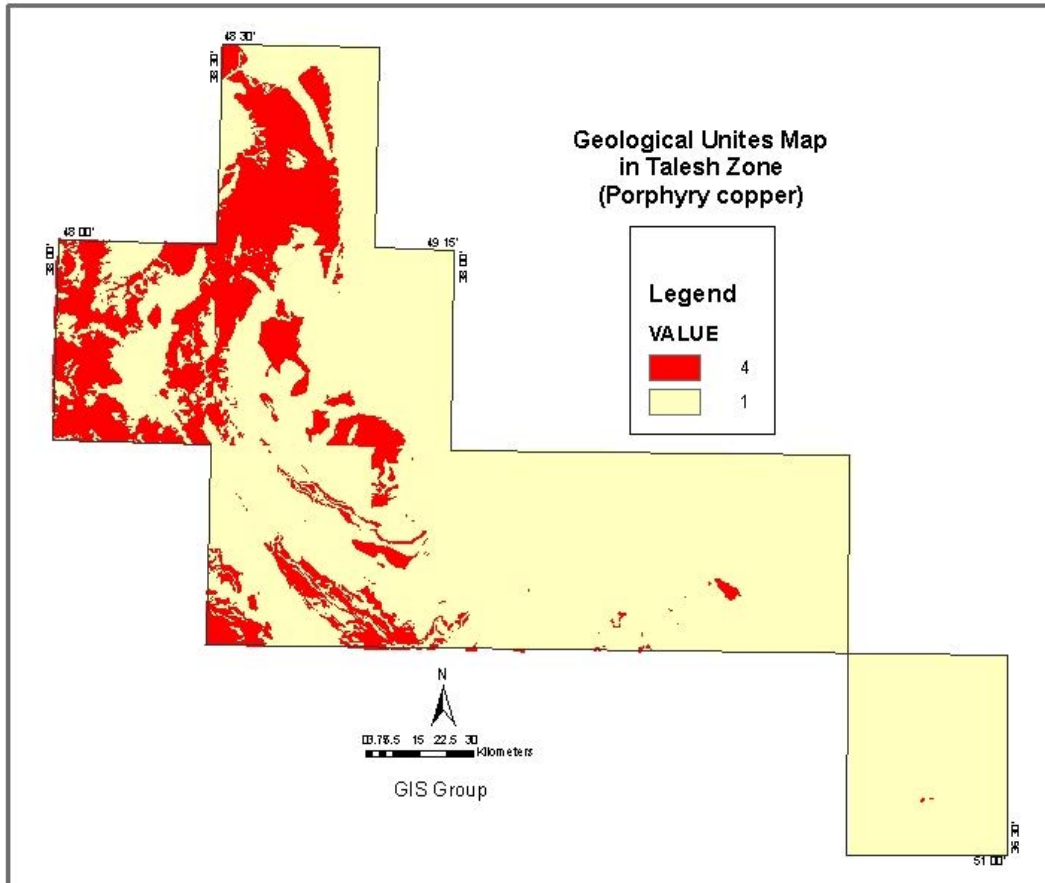 48 30'
38 30'
Geological Unites Map
in Talesh Zone
(Porphyry copper)
48 00'
38 00'
49 15'
38 00'
Legend
VALUE
4
1
N
15 22.5 30
Kilometers
GIS Group
36 30'
51 00'